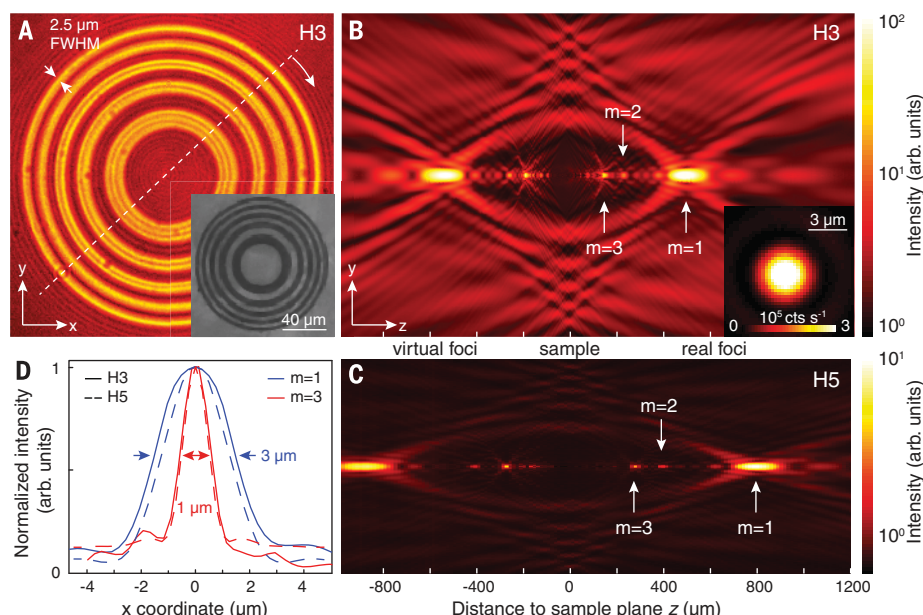 A
2.5 µm
FWHM
H3
y
x
40 µm
B
H3
m=2
m=3
m=1
3 µm
10⁵ cts s⁻¹
0
3
y
z
virtual foci
sample
real foci
10²
10¹
10⁰
Intensity (arb. units)
D
H3
H5
m=1
m=3
3 µm
1 µm
1
0
Normalized intensity
(arb. units)
-4
-2
0
2
4
x coordinate (um)
C
H5
m=2
m=3
m=1
-800
-400
0
400
800
1200
Distance to sample plane z (µm)
10¹
10⁰
Intensity (arb. units)